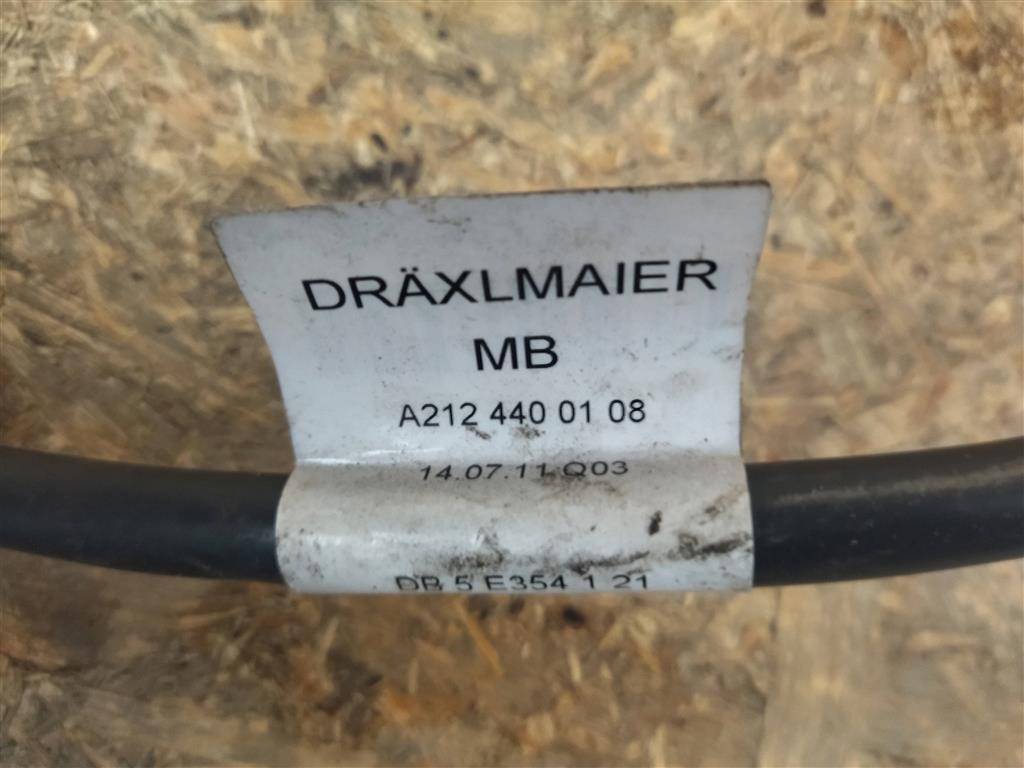 DRÄXLMAIER
MB
A212 440 01 08
14.07.11 Q03
DB 5 E354 1 21